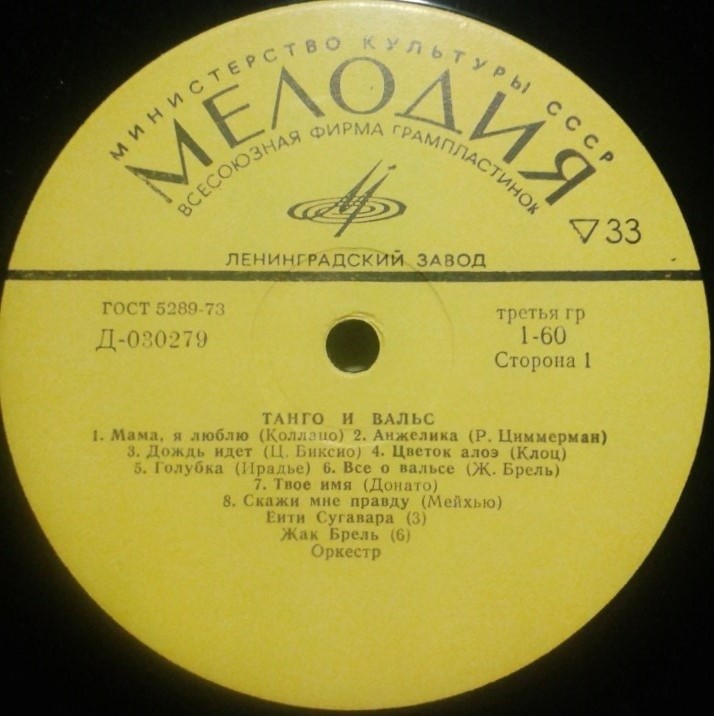 МИНИСТЕРСТВО КУЛЬТУРЫ СССР
МЕЛОДИЯ
ВСЕСОЮЗНАЯ ФИРМА ГРАМПЛАСТИНОК
33
ЛЕНИНГРАДСКИЙ ЗАВОД
ГОСТ 5289-73
Д-030279
третья гр
1-60
Сторона 1
ТАНГО И ВАЛЬС
1. Мама, я люблю (Коллацо) 2. Анжелика (Р. Циммерман)
3. Дождь идет (Ц. Биксио) 4. Цветок алоэ (Клоц)
5. Голубка (Ирадье) 6. Все о вальсе (Ж. Брель)
7. Твое имя (Донато)
8. Скажи мне правду (Мейхью)
Еити Сугавара (3)
Жак Брель (6)
Оркестр